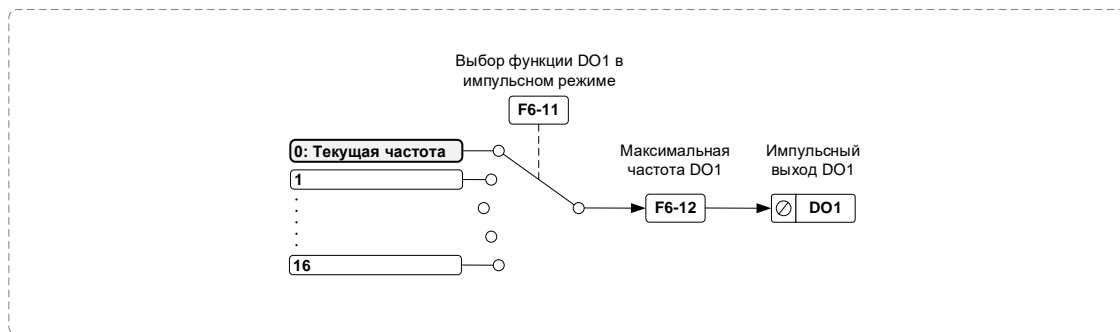 Выбор функции DO1 в
импульсном режиме
F6-11
0: Текущая частота
1
16
Максимальная
частота DO1
F6-12
Импульсный
выход DO1
DO1